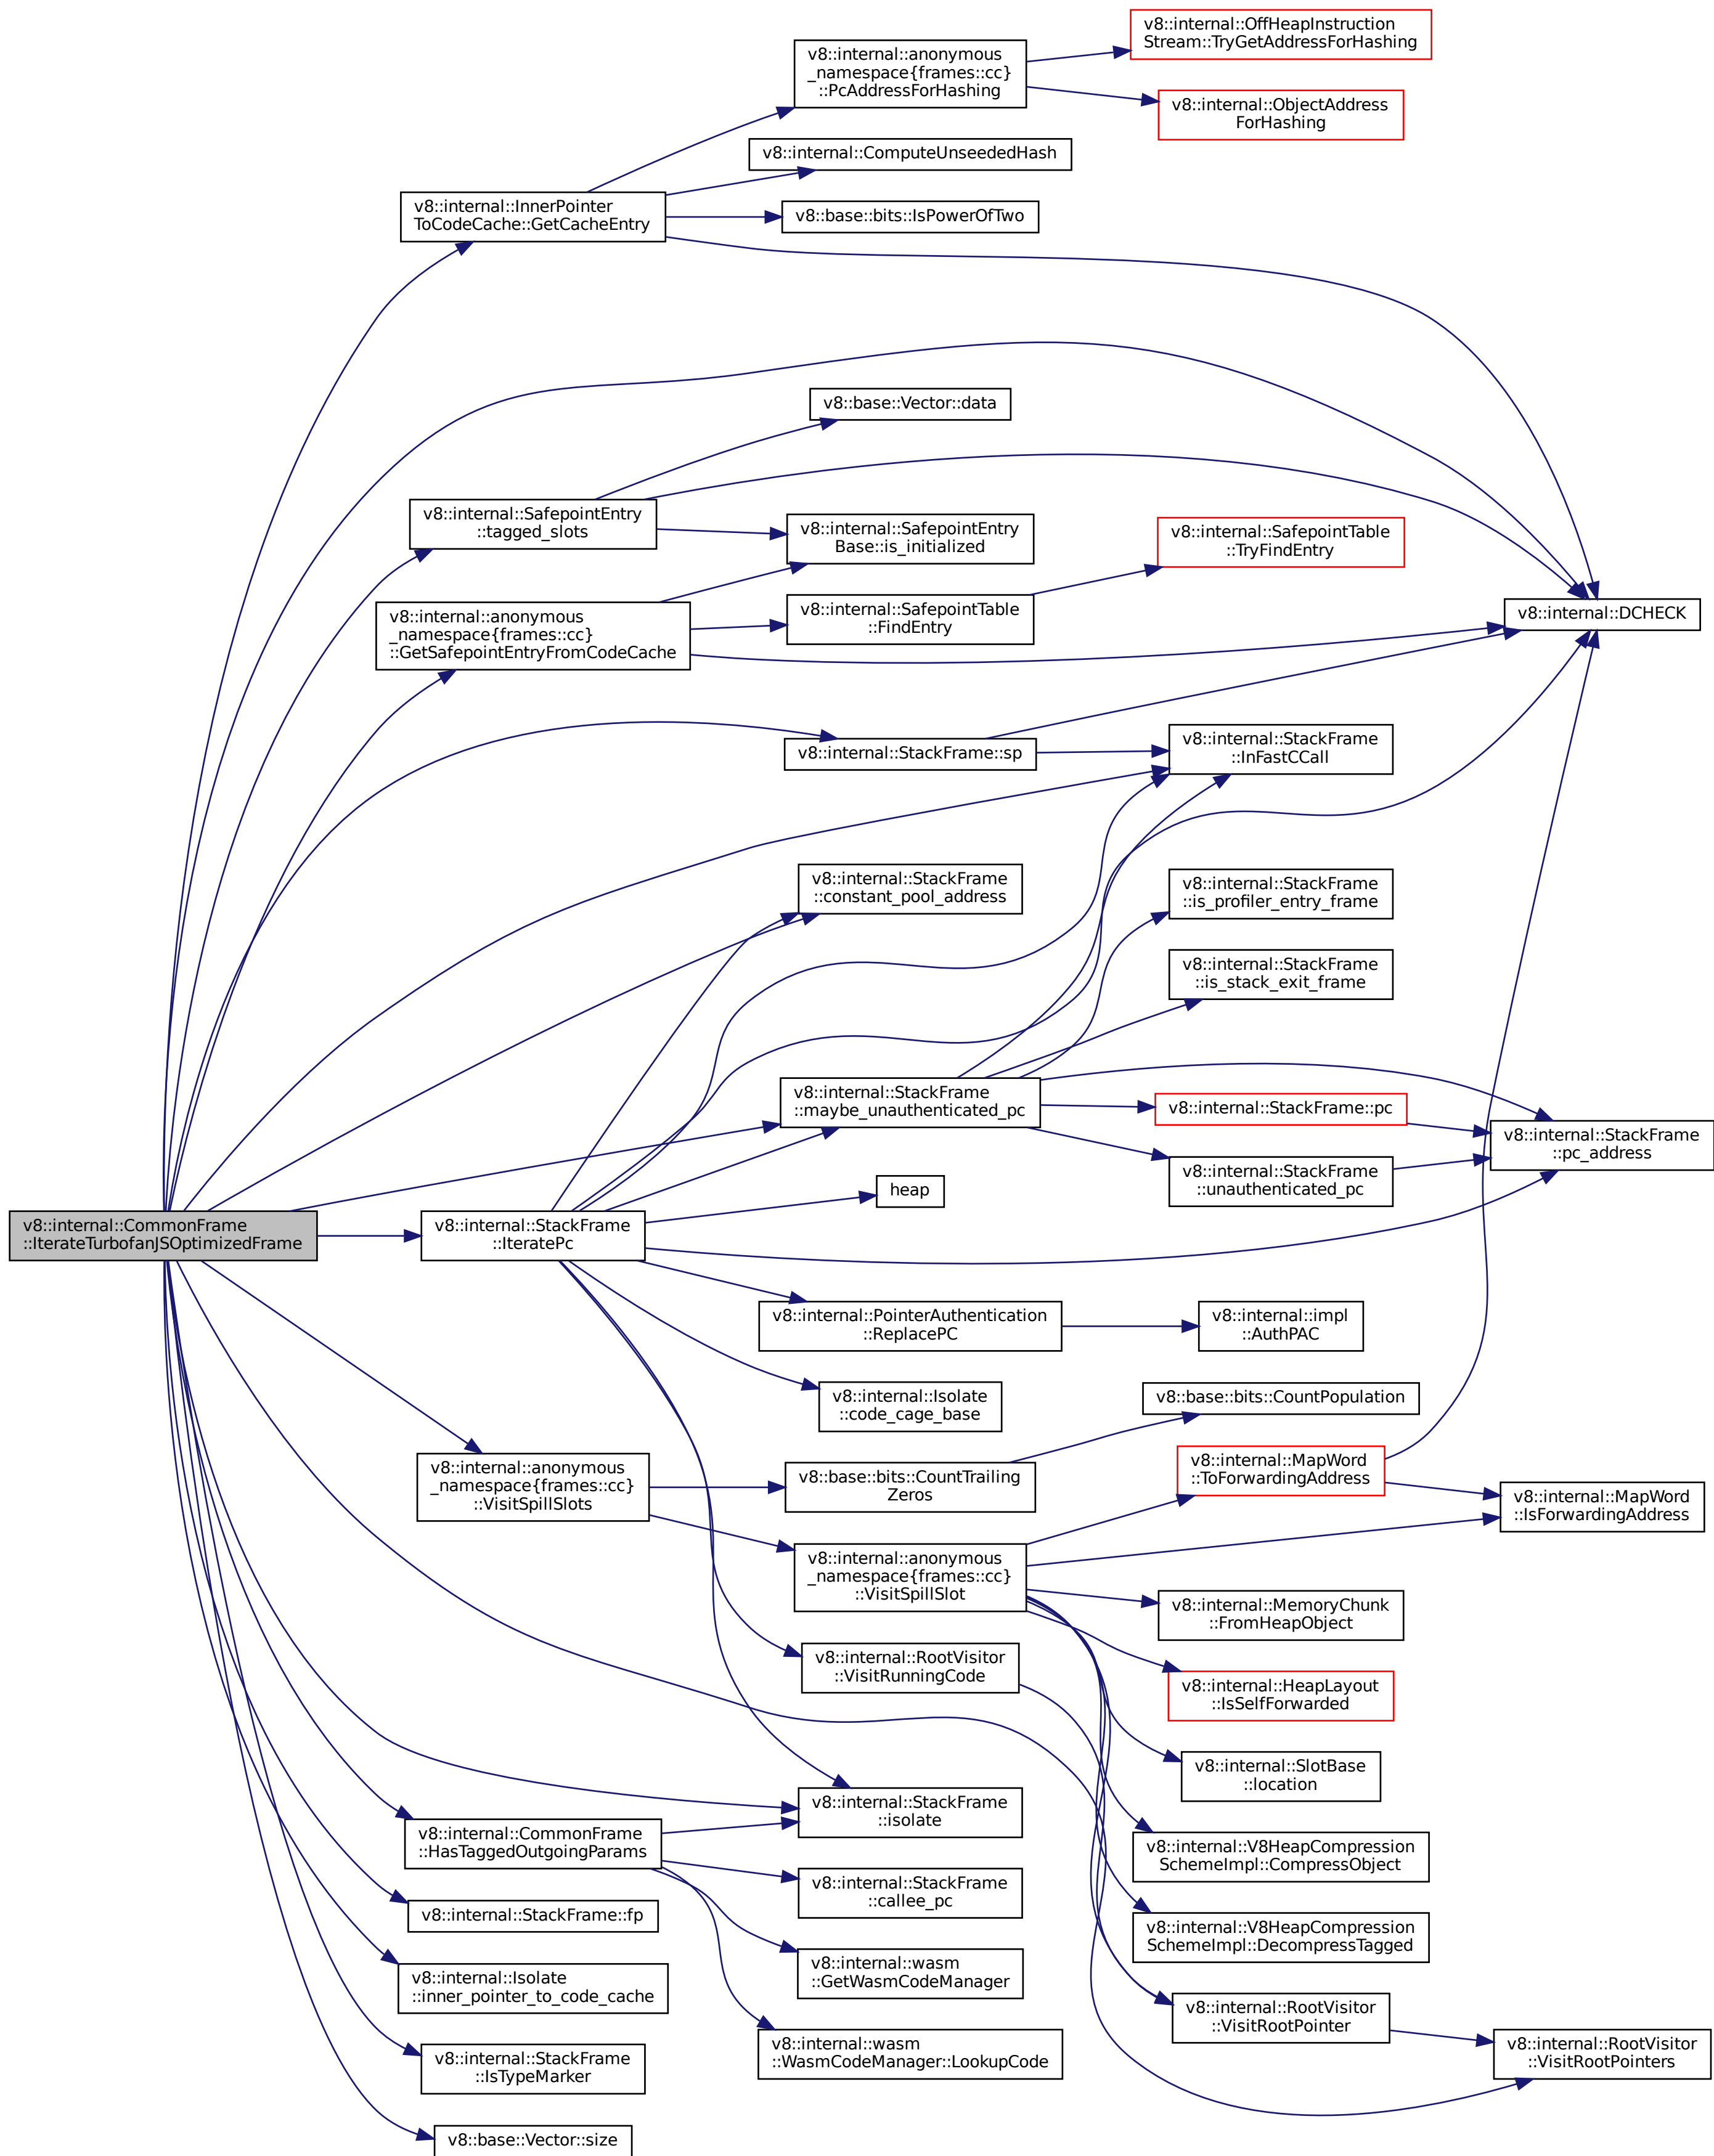 v8::internal::OffHeapInstruction
Stream::TryGetAddressForHashing
v8::internal::anonymous
_namespace{frames::cc}
::PcAddressForHashing
v8::internal::ObjectAddress
ForHashing
v8::internal::ComputeUnseededHash
v8::internal::InnerPointer
ToCodeCache::GetCacheEntry
v8::base::bits::IsPowerOfTwo
v8::base::Vector::data
v8::internal::SafepointEntry
::tagged_slots
v8::internal::SafepointEntry
Base::is_initialized
v8::internal::SafepointTable
::TryFindEntry
v8::internal::anonymous
_namespace{frames::cc}
::GetSafepointEntryFromCodeCache
v8::internal::SafepointTable
::FindEntry
v8::internal::DCHECK
v8::internal::StackFrame::sp
v8::internal::StackFrame
::InFastCCall
v8::internal::StackFrame
::constant_pool_address
v8::internal::StackFrame
::is_profiler_entry_frame
v8::internal::StackFrame
::is_stack_exit_frame
v8::internal::StackFrame
::maybe_unauthenticated_pc
v8::internal::StackFrame::pc
v8::internal::StackFrame
::pc_address
v8::internal::StackFrame
::unauthenticated_pc
heap
v8::internal::CommonFrame
::IterateTurbofanJSOptimizedFrame
v8::internal::StackFrame
::IteratePc
v8::internal::PointerAuthentication
::ReplacePC
v8::internal::impl
::AuthPAC
v8::internal::Isolate
::code_cage_base
v8::base::bits::CountPopulation
v8::internal::anonymous
_namespace{frames::cc}
::VisitSpillSlots
v8::base::bits::CountTrailing
Zeros
v8::internal::MapWord
::ToForwardingAddress
v8::internal::MapWord
::IsForwardingAddress
v8::internal::anonymous
_namespace{frames::cc}
::VisitSpillSlot
v8::internal::MemoryChunk
::FromHeapObject
v8::internal::RootVisitor
::VisitRunningCode
v8::internal::HeapLayout
::IsSelfForwarded
v8::internal::SlotBase
::location
v8::internal::StackFrame
::isolate
v8::internal::CommonFrame
::HasTaggedOutgoingParams
v8::internal::V8HeapCompression
SchemeImpl::CompressObject
v8::internal::StackFrame
::callee_pc
v8::internal::StackFrame::fp
v8::internal::V8HeapCompression
SchemeImpl::DecompressTagged
v8::internal::wasm
::GetWasmCodeManager
v8::internal::Isolate
::inner_pointer_to_code_cache
v8::internal::RootVisitor
::VisitRootPointer
v8::internal::wasm
::WasmCodeManager::LookupCode
v8::internal::RootVisitor
::VisitRootPointers
v8::internal::StackFrame
::IsTypeMarker
v8::base::Vector::size